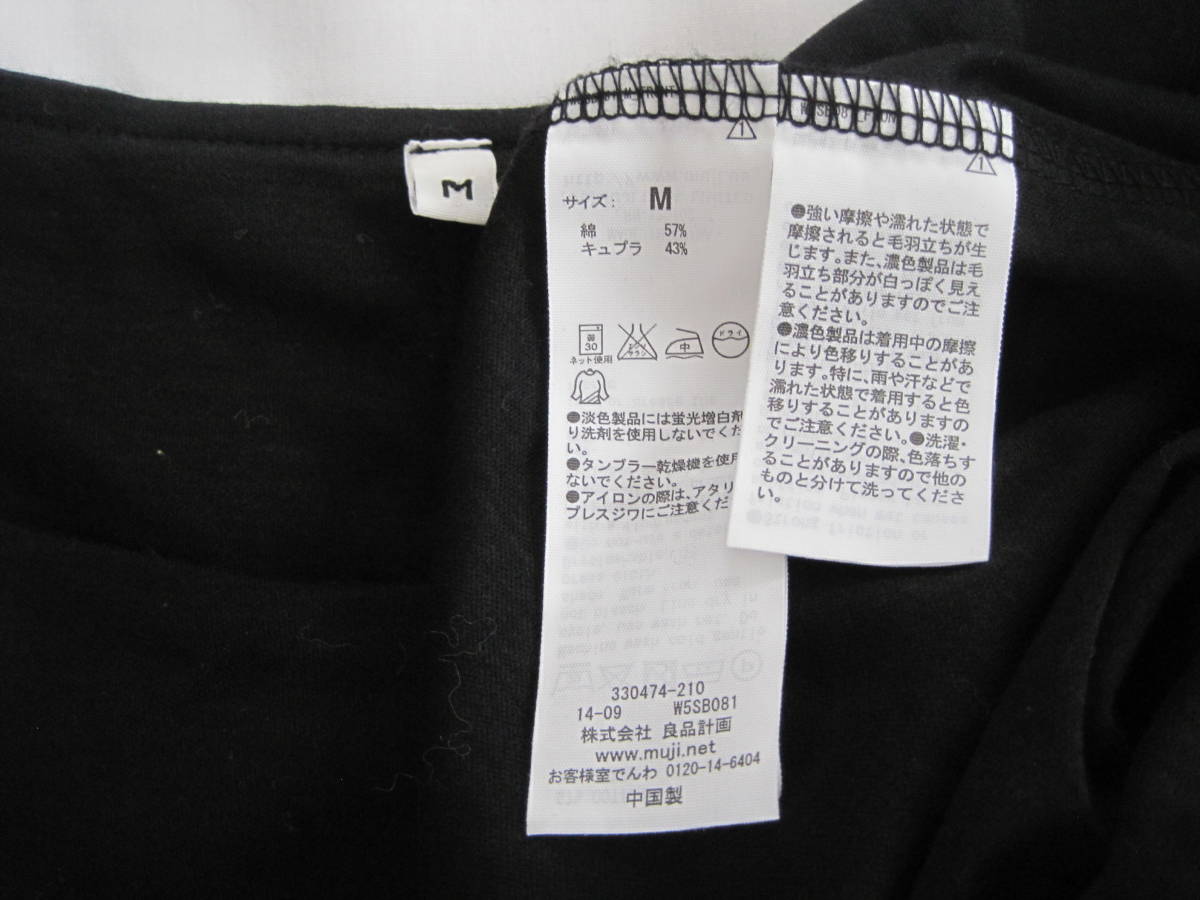 M
サイズ: M
綿 57%
キュプラ 43%
弱
30
ネット使用
エンソ
サラシ
中
ドライ
●淡色製品には蛍光増白剤
り洗剤を使用しないでくだ
い。
●タンブラー乾燥機を使用
ないでください。
●アイロンの際は、アタリ
プレスジワにご注意くださ
330474-210
14-09 W5SB081
株式会社 良品計画
www.muji.net
お客様室でんわ 0120-14-6404
中国製
●強い摩擦や濡れた状態で
摩擦されると毛羽立ちが生
じます。また、濃色製品は毛
羽立ち部分が白っぽく見え
ることがありますのでご注
意ください。
●濃色製品は着用中の摩擦
により色移りすることがあ
ります。特に、雨や汗などで
濡れた状態で着用すると色
移りすることがありますの
でご注意ください。●洗濯・
クリーニングの際、色落ちす
ることがありますので他の
ものと分けて洗ってくださ
い。